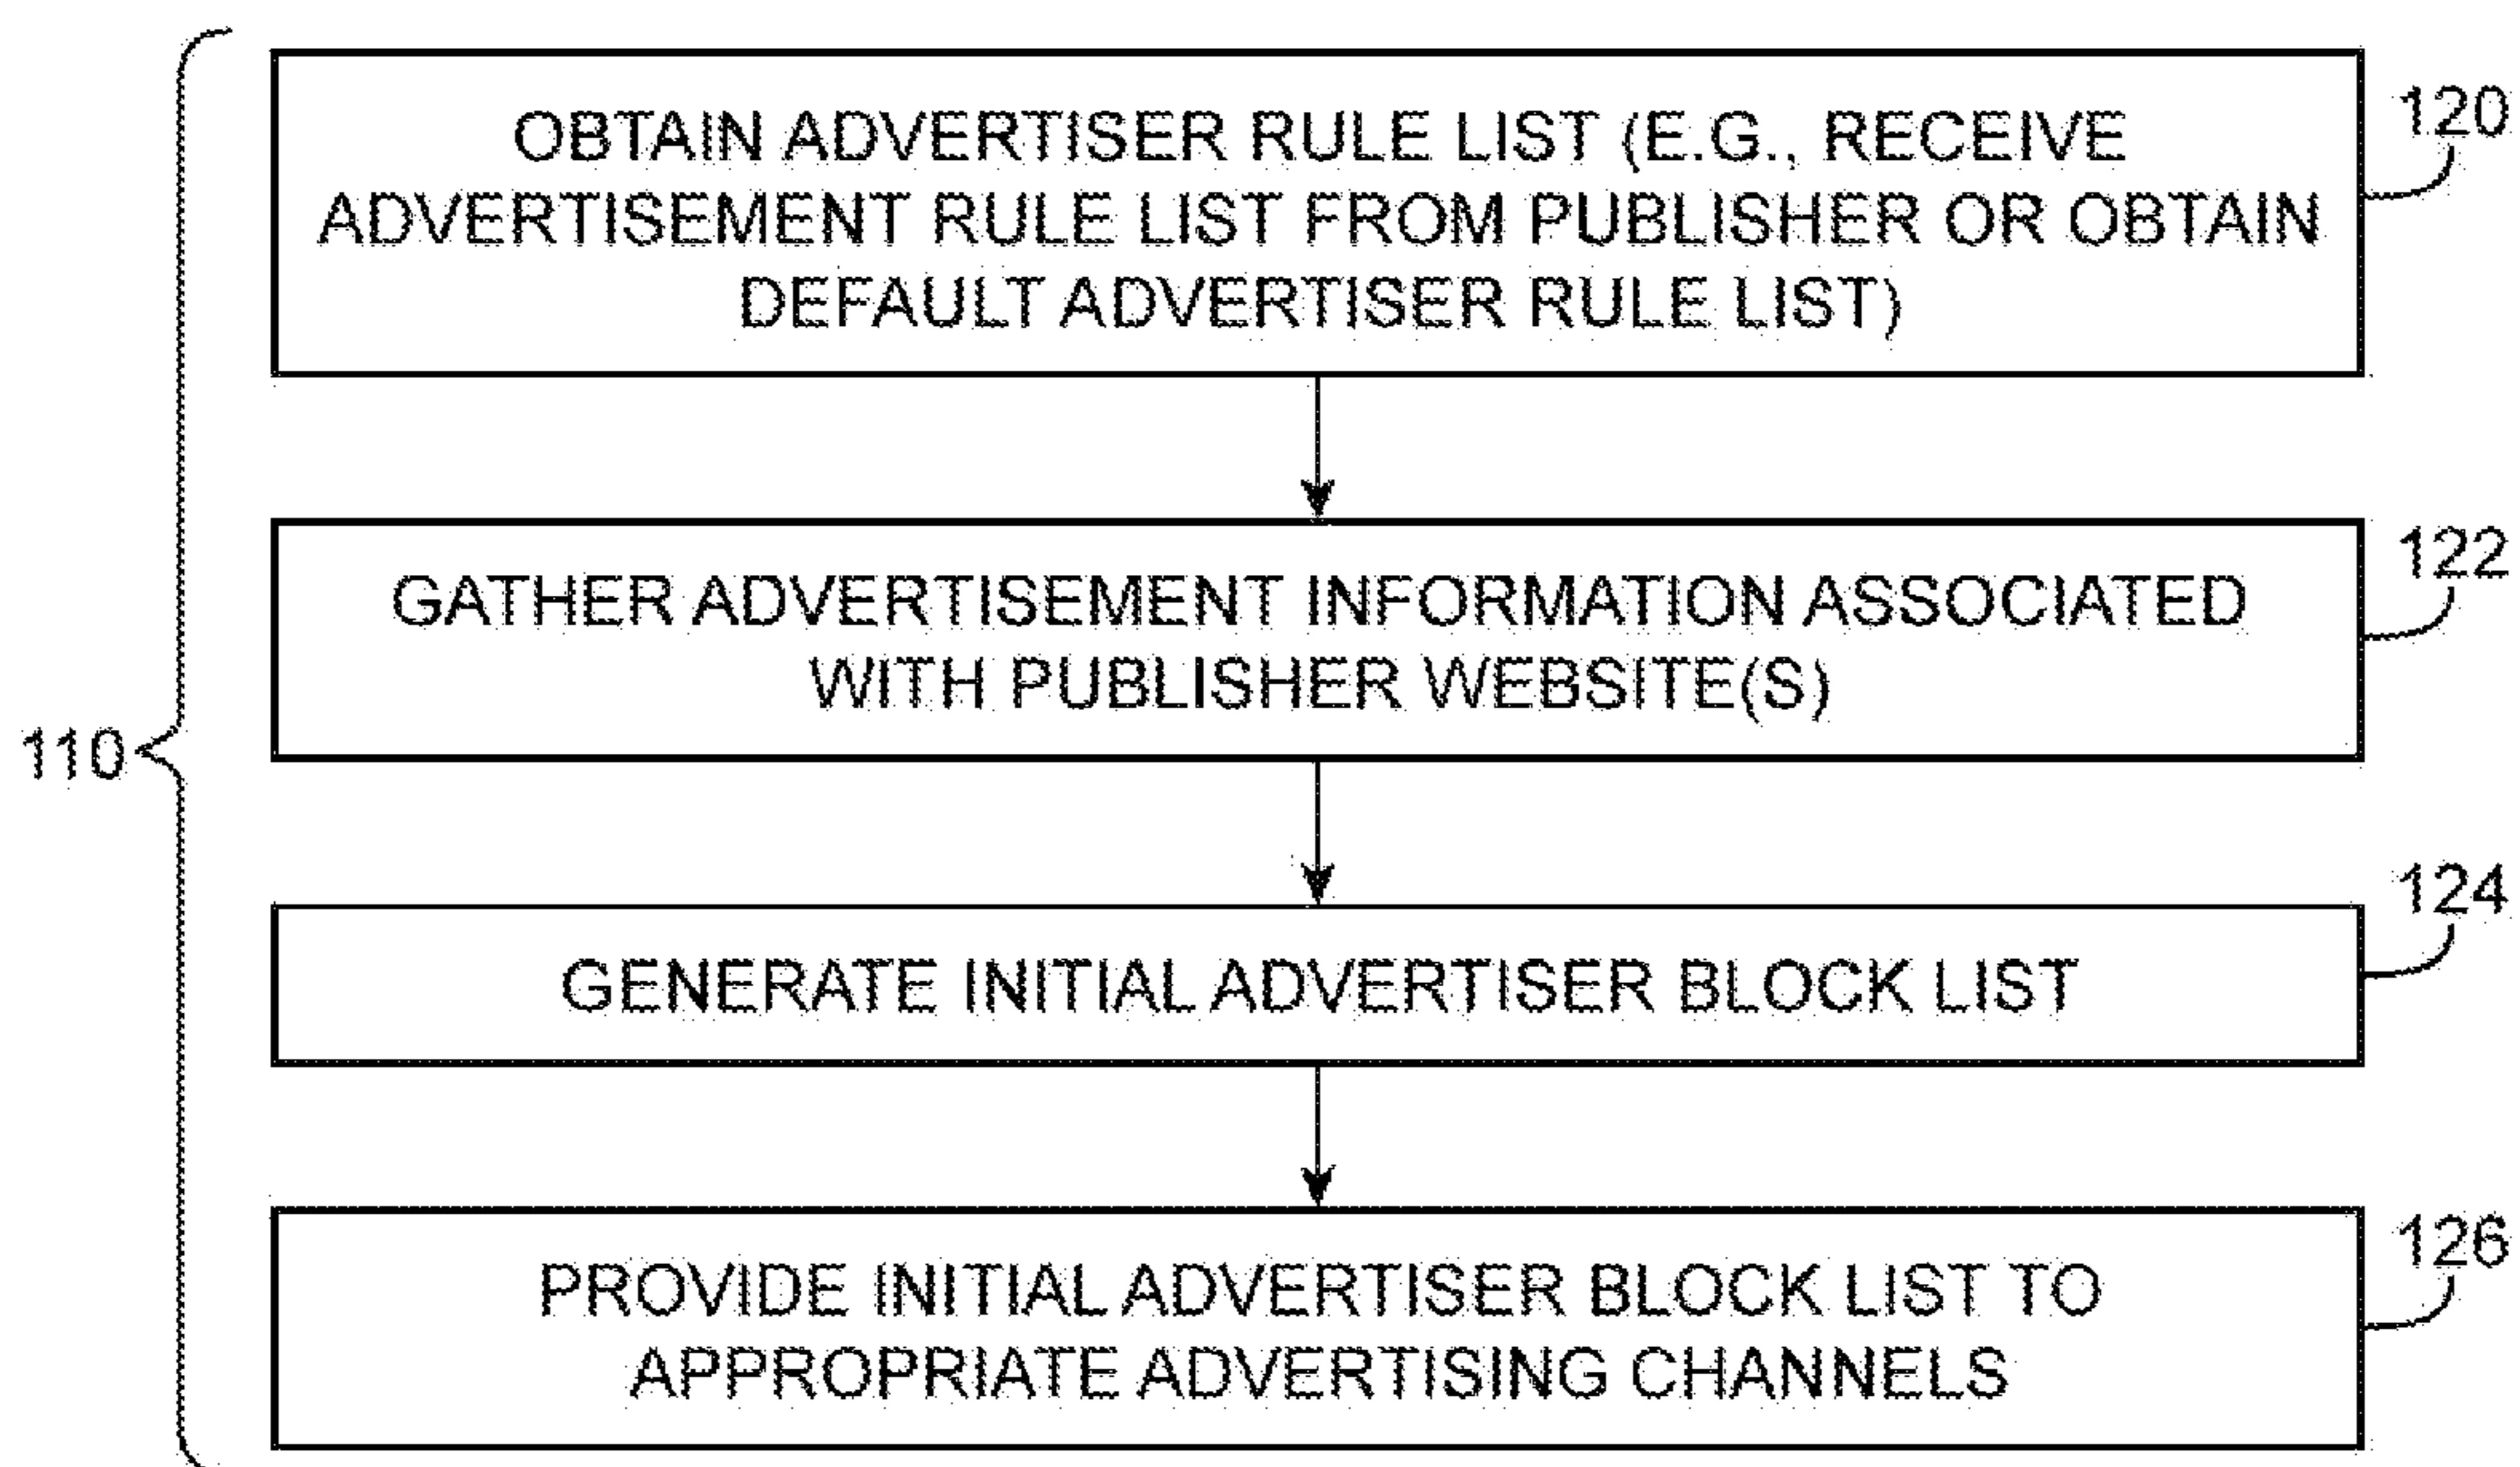 OBTAIN ADVERTISER RULE LIST (E.G., RECEIVE
ADVERTISEMENT RULE LIST FROM PUBLISHER OR OBTAIN
DEFAULT ADVERTISER RULE LIST)
120
GATHER ADVERTISEMENT INFORMATION ASSOCIATED
WITH PUBLISHER WEBSITE(S)
122
110
GENERATE INITIAL ADVERTISER BLOCK LIST
124
PROVIDE INITIAL ADVERTISER BLOCK LIST TO
APPROPRIATE ADVERTISING CHANNELS
126